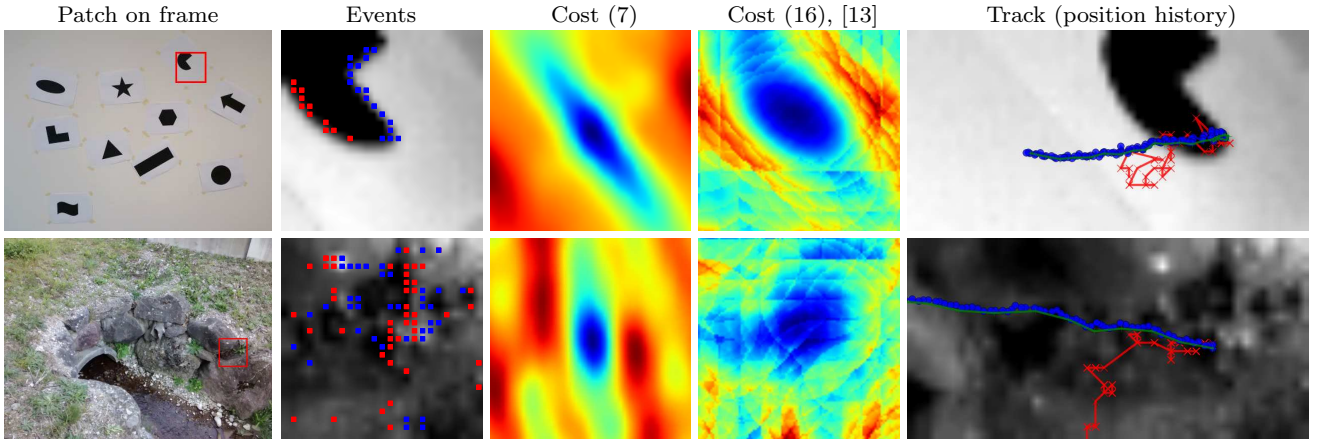 Patch on frame Events Cost (7) Cost (16), [13] Track (position history)